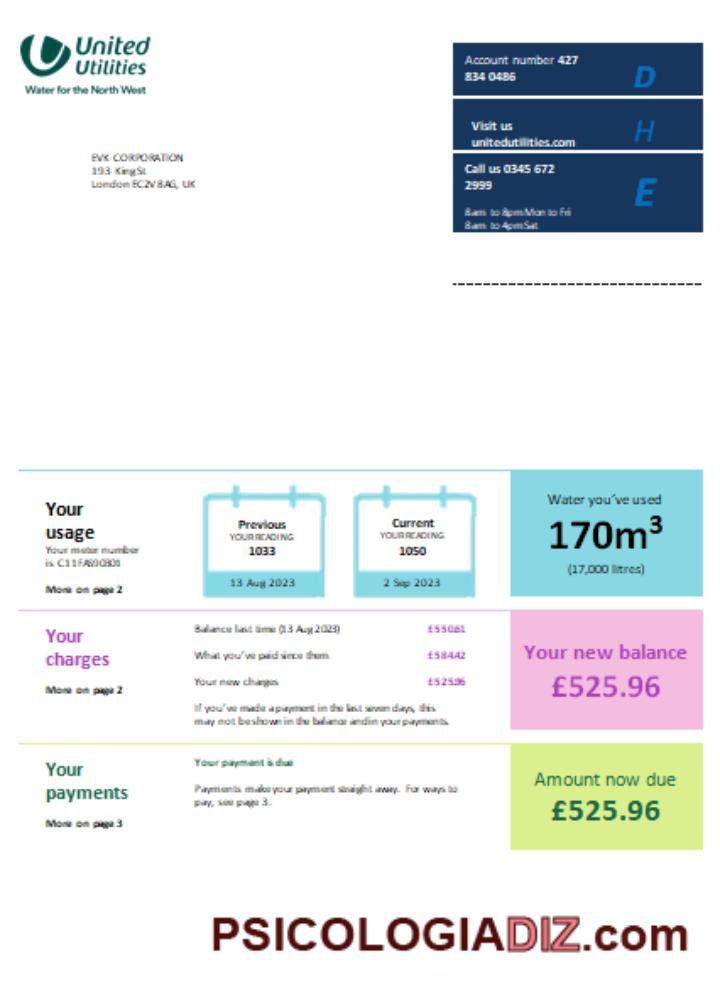 United
Utilities
Water for the North West
Account number 427
834 0486
D
Visit us
unitedutilities.com
H
Call us 0345 672
2999
E
8am to 8pm Mon to Fri
8am to 4pm Sat
EVK CORPORATION
193 King St
London EC2V 8AG, UK
Your
usage
Your meter number
is C11FA590301
More on page 2
Previous
YOUR READING
1033
13 Aug 2023
Current
YOUR READING
1050
2 Sep 2023
Water you've used
170m³
(17,000 litres)
Your
charges
More on page 2
Balance last time (13 Aug 2023) £550.61
What you've paid since them £584.42
Your new charges £525.96
If you've made a payment in the last seven days, this
may not be shown in the balance and in your payments.
Your new balance
£525.96
Your
payments
More on page 3
Your payment is due
Payments make your payment straight away. For ways to
pay, see page 3.
Amount now due
£525.96
PSICOLOGIADIZ.com